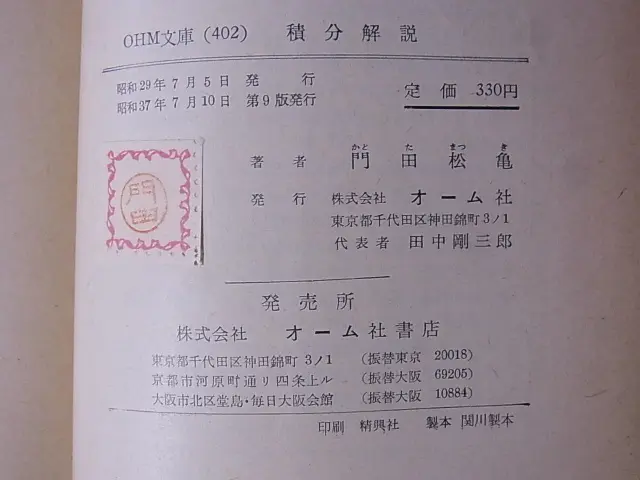 OHM文庫(402) 積分解説
昭和29年7月5日 発行
昭和37年7月10日 第9版発行
定価 330円
かど た まつ き
著者 門田松亀
発行 株式会社 オーム社
東京都千代田区神田錦町3ノ1
代表者 田中剛三郎
門田
発売所
株式会社 オーム社書店
東京都千代田区神田錦町3ノ1 (振替東京 20018)
京都市河原町通リ四条上ル (振替大阪 69205)
大阪市北区堂島・毎日大阪会館 (振替大阪 10884)
印刷 精興社 製本 関川製本